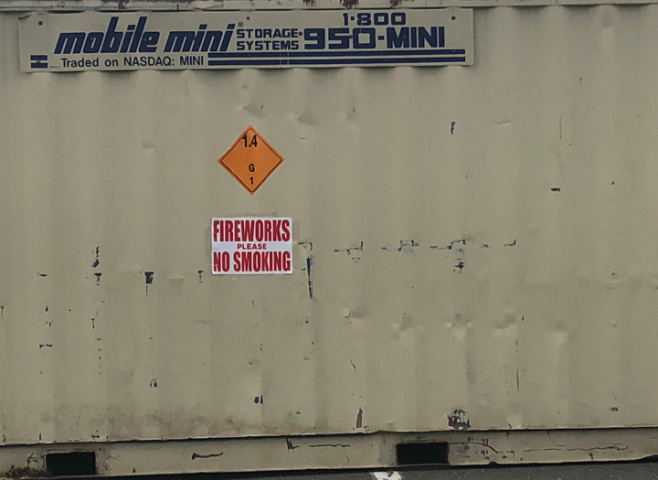 mobile mini® STORAGE SYSTEMS 1·800 950-MINI
Traded on NASDAQ: MINI
1.4
G
1
FIREWORKS
PLEASE
NO SMOKING